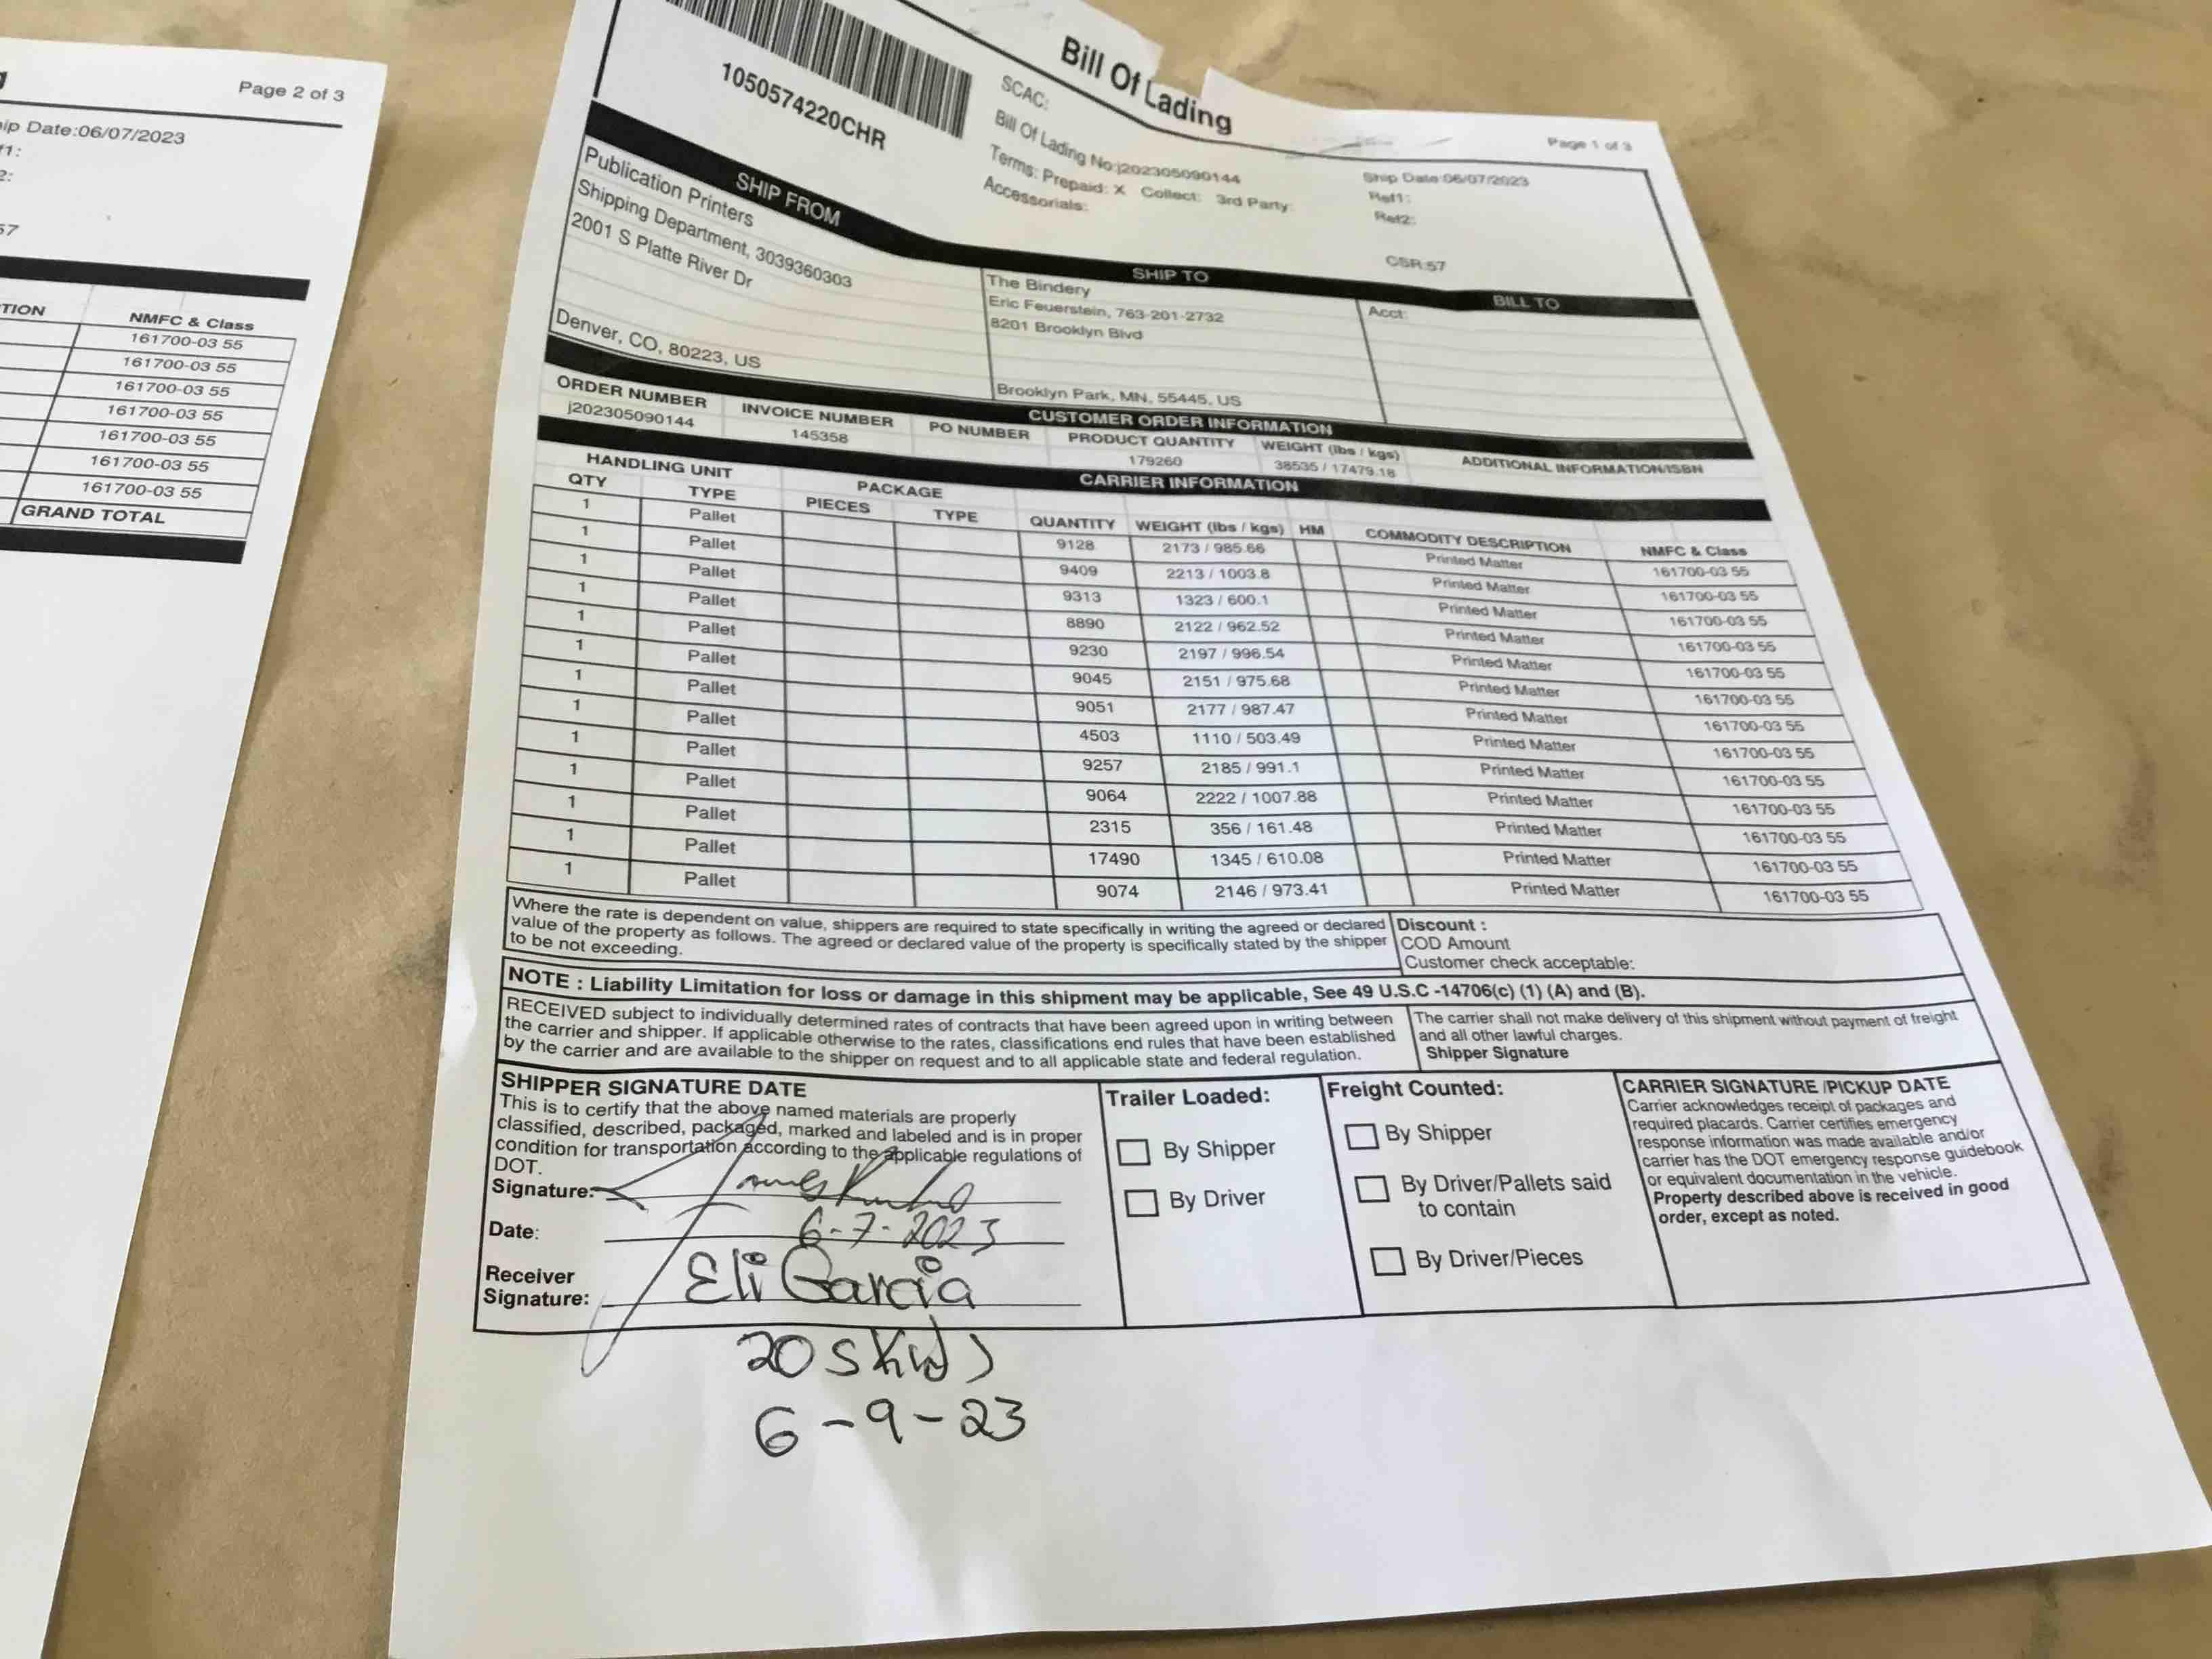 Page 2 of 3
ip Date:06/07/2023
f1:
2:
57
TION NMFC & Class
161700-03 55
161700-03 55
161700-03 55
161700-03 55
161700-03 55
161700-03 55
161700-03 55
GRAND TOTAL
Bill Of Lading
Page 1 of 3
1050574220CHR
SCAC:
Bill Of Lading No:j202305090144
Terms: Prepaid: X Collect: 3rd Party:
Accessorials:
Ship Date:06/07/2023
Ref1:
Ref2:
CSR:57
SHIP FROM
Publication Printers
Shipping Department, 3039360303
2001 S Platte River Dr
Denver, CO, 80223, US
SHIP TO
The Bindery
Eric Feuerstein, 763-201-2732
8201 Brooklyn Blvd
Brooklyn Park, MN, 55445, US
BILL TO
Acct:
CUSTOMER ORDER INFORMATION
ORDER NUMBER INVOICE NUMBER PO NUMBER PRODUCT QUANTITY WEIGHT (lbs / kgs) ADDITIONAL INFORMATION/ISBN
j202305090144 145358 179260 38535 / 17479.18
CARRIER INFORMATION
HANDLING UNIT PACKAGE
QTY TYPE PIECES TYPE QUANTITY WEIGHT (lbs / kgs) HM COMMODITY DESCRIPTION NMFC & Class
1 Pallet 9128 2173 / 985.66 Printed Matter 161700-03 55
1 Pallet 9409 2213 / 1003.8 Printed Matter 161700-03 55
1 Pallet 9313 1323 / 600.1 Printed Matter 161700-03 55
1 Pallet 8890 2122 / 962.52 Printed Matter 161700-03 55
1 Pallet 9230 2197 / 996.54 Printed Matter 161700-03 55
1 Pallet 9045 2151 / 975.68 Printed Matter 161700-03 55
1 Pallet 9051 2177 / 987.47 Printed Matter 161700-03 55
1 Pallet 4503 1110 / 503.49 Printed Matter 161700-03 55
1 Pallet 9257 2185 / 991.1 Printed Matter 161700-03 55
1 Pallet 9064 2222 / 1007.88 Printed Matter 161700-03 55
1 Pallet 2315 356 / 161.48 Printed Matter 161700-03 55
1 Pallet 17490 1345 / 610.08 Printed Matter 161700-03 55
1 Pallet 9074 2146 / 973.41 Printed Matter 161700-03 55
Where the rate is dependent on value, shippers are required to state specifically in writing the agreed or declared
value of the property as follows. The agreed or declared value of the property is specifically stated by the shipper
to be not exceeding.
Discount :
COD Amount
Customer check acceptable:
NOTE : Liability Limitation for loss or damage in this shipment may be applicable, See 49 U.S.C -14706(c) (1) (A) and (B).
RECEIVED subject to individually determined rates of contracts that have been agreed upon in writing between
the carrier and shipper. If applicable otherwise to the rates, classifications end rules that have been established
by the carrier and are available to the shipper on request and to all applicable state and federal regulation.
The carrier shall not make delivery of this shipment without payment of freight
and all other lawful charges.
Shipper Signature
SHIPPER SIGNATURE DATE
This is to certify that the above named materials are properly
classified, described, packaged, marked and labeled and is in proper
condition for transportation according to the applicable regulations of
DOT.
Signature:
Date: 6-7-2023
Receiver
Signature: Eli Garcia
20 skids
6-9-23
Trailer Loaded:
By Shipper
By Driver
Freight Counted:
By Shipper
By Driver/Pallets said
to contain
By Driver/Pieces
CARRIER SIGNATURE /PICKUP DATE
Carrier acknowledges receipt of packages and
required placards. Carrier certifies emergency
response information was made available and/or
carrier has the DOT emergency response guidebook
or equivalent documentation in the vehicle.
Property described above is received in good
order, except as noted.